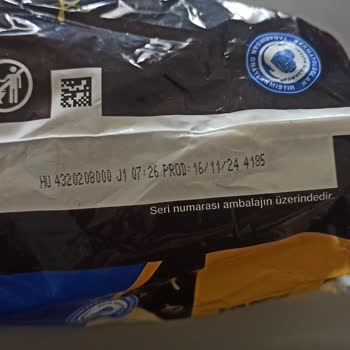 HU 4320208000 J1 07:26 PROD:16/11/24 4185
Seri numarası ambalajın üzerindedir.